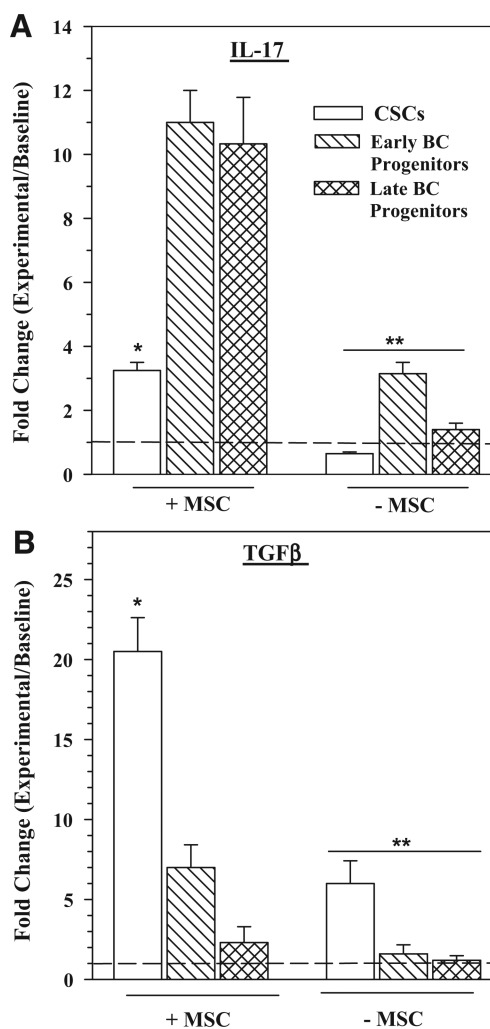 A
IL-17
Fold Change (Experimental/Baseline)
14
12
10
8
6
4
2
0
CSCs
Early BC
Progenitors
Late BC
Progenitors
*
**
+ MSC
- MSC
B
TGFβ
Fold Change (Experimental/Baseline)
25
20
15
10
5
0
*
**
+ MSC
- MSC